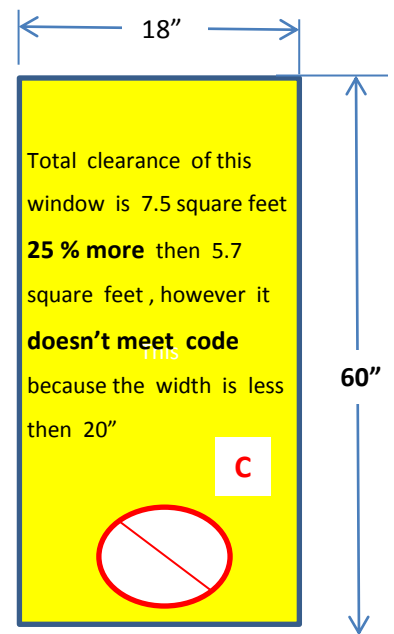 18”
Total clearance of this
window is 7.5 square feet
25 % more then 5.7
square feet , however it
doesn’t meet code
This
because the width is less
then 20”
60”
C